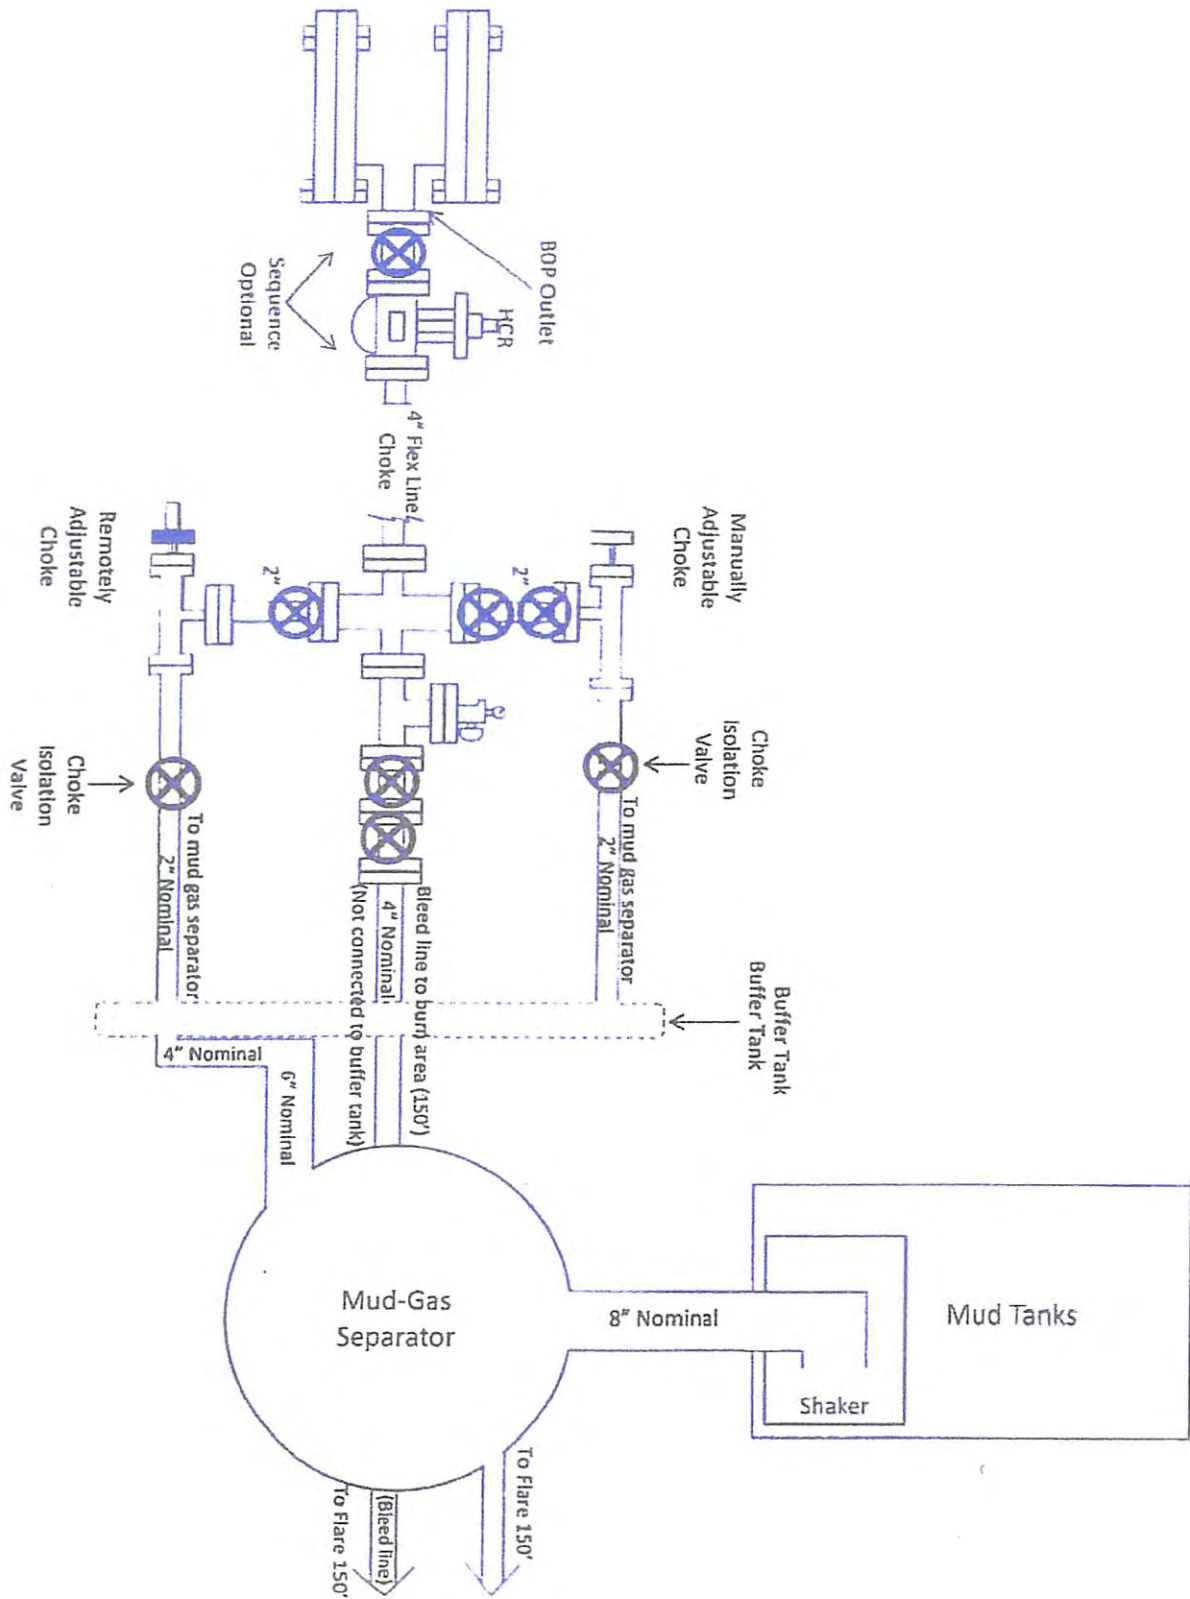 BOP Outlet
HCR
Sequence
Optional
4" Flex Line
Choke
Manually
Adjustable
Choke
2"
2"
Remotely
Adjustable
Choke
Choke
Isolation
Valve
Choke
Isolation
Valve
To mud gas separator
2" Nominal
Bleed line to burn area (150')
4" Nominal
(Not connected to buffer tank)
To mud gas separator
2" Nominal
Buffer Tank
Buffer Tank
4" Nominal
6" Nominal
Mud-Gas
Separator
8" Nominal
Mud Tanks
Shaker
To Flare 150'
(Bleed line)
To Flare 150'